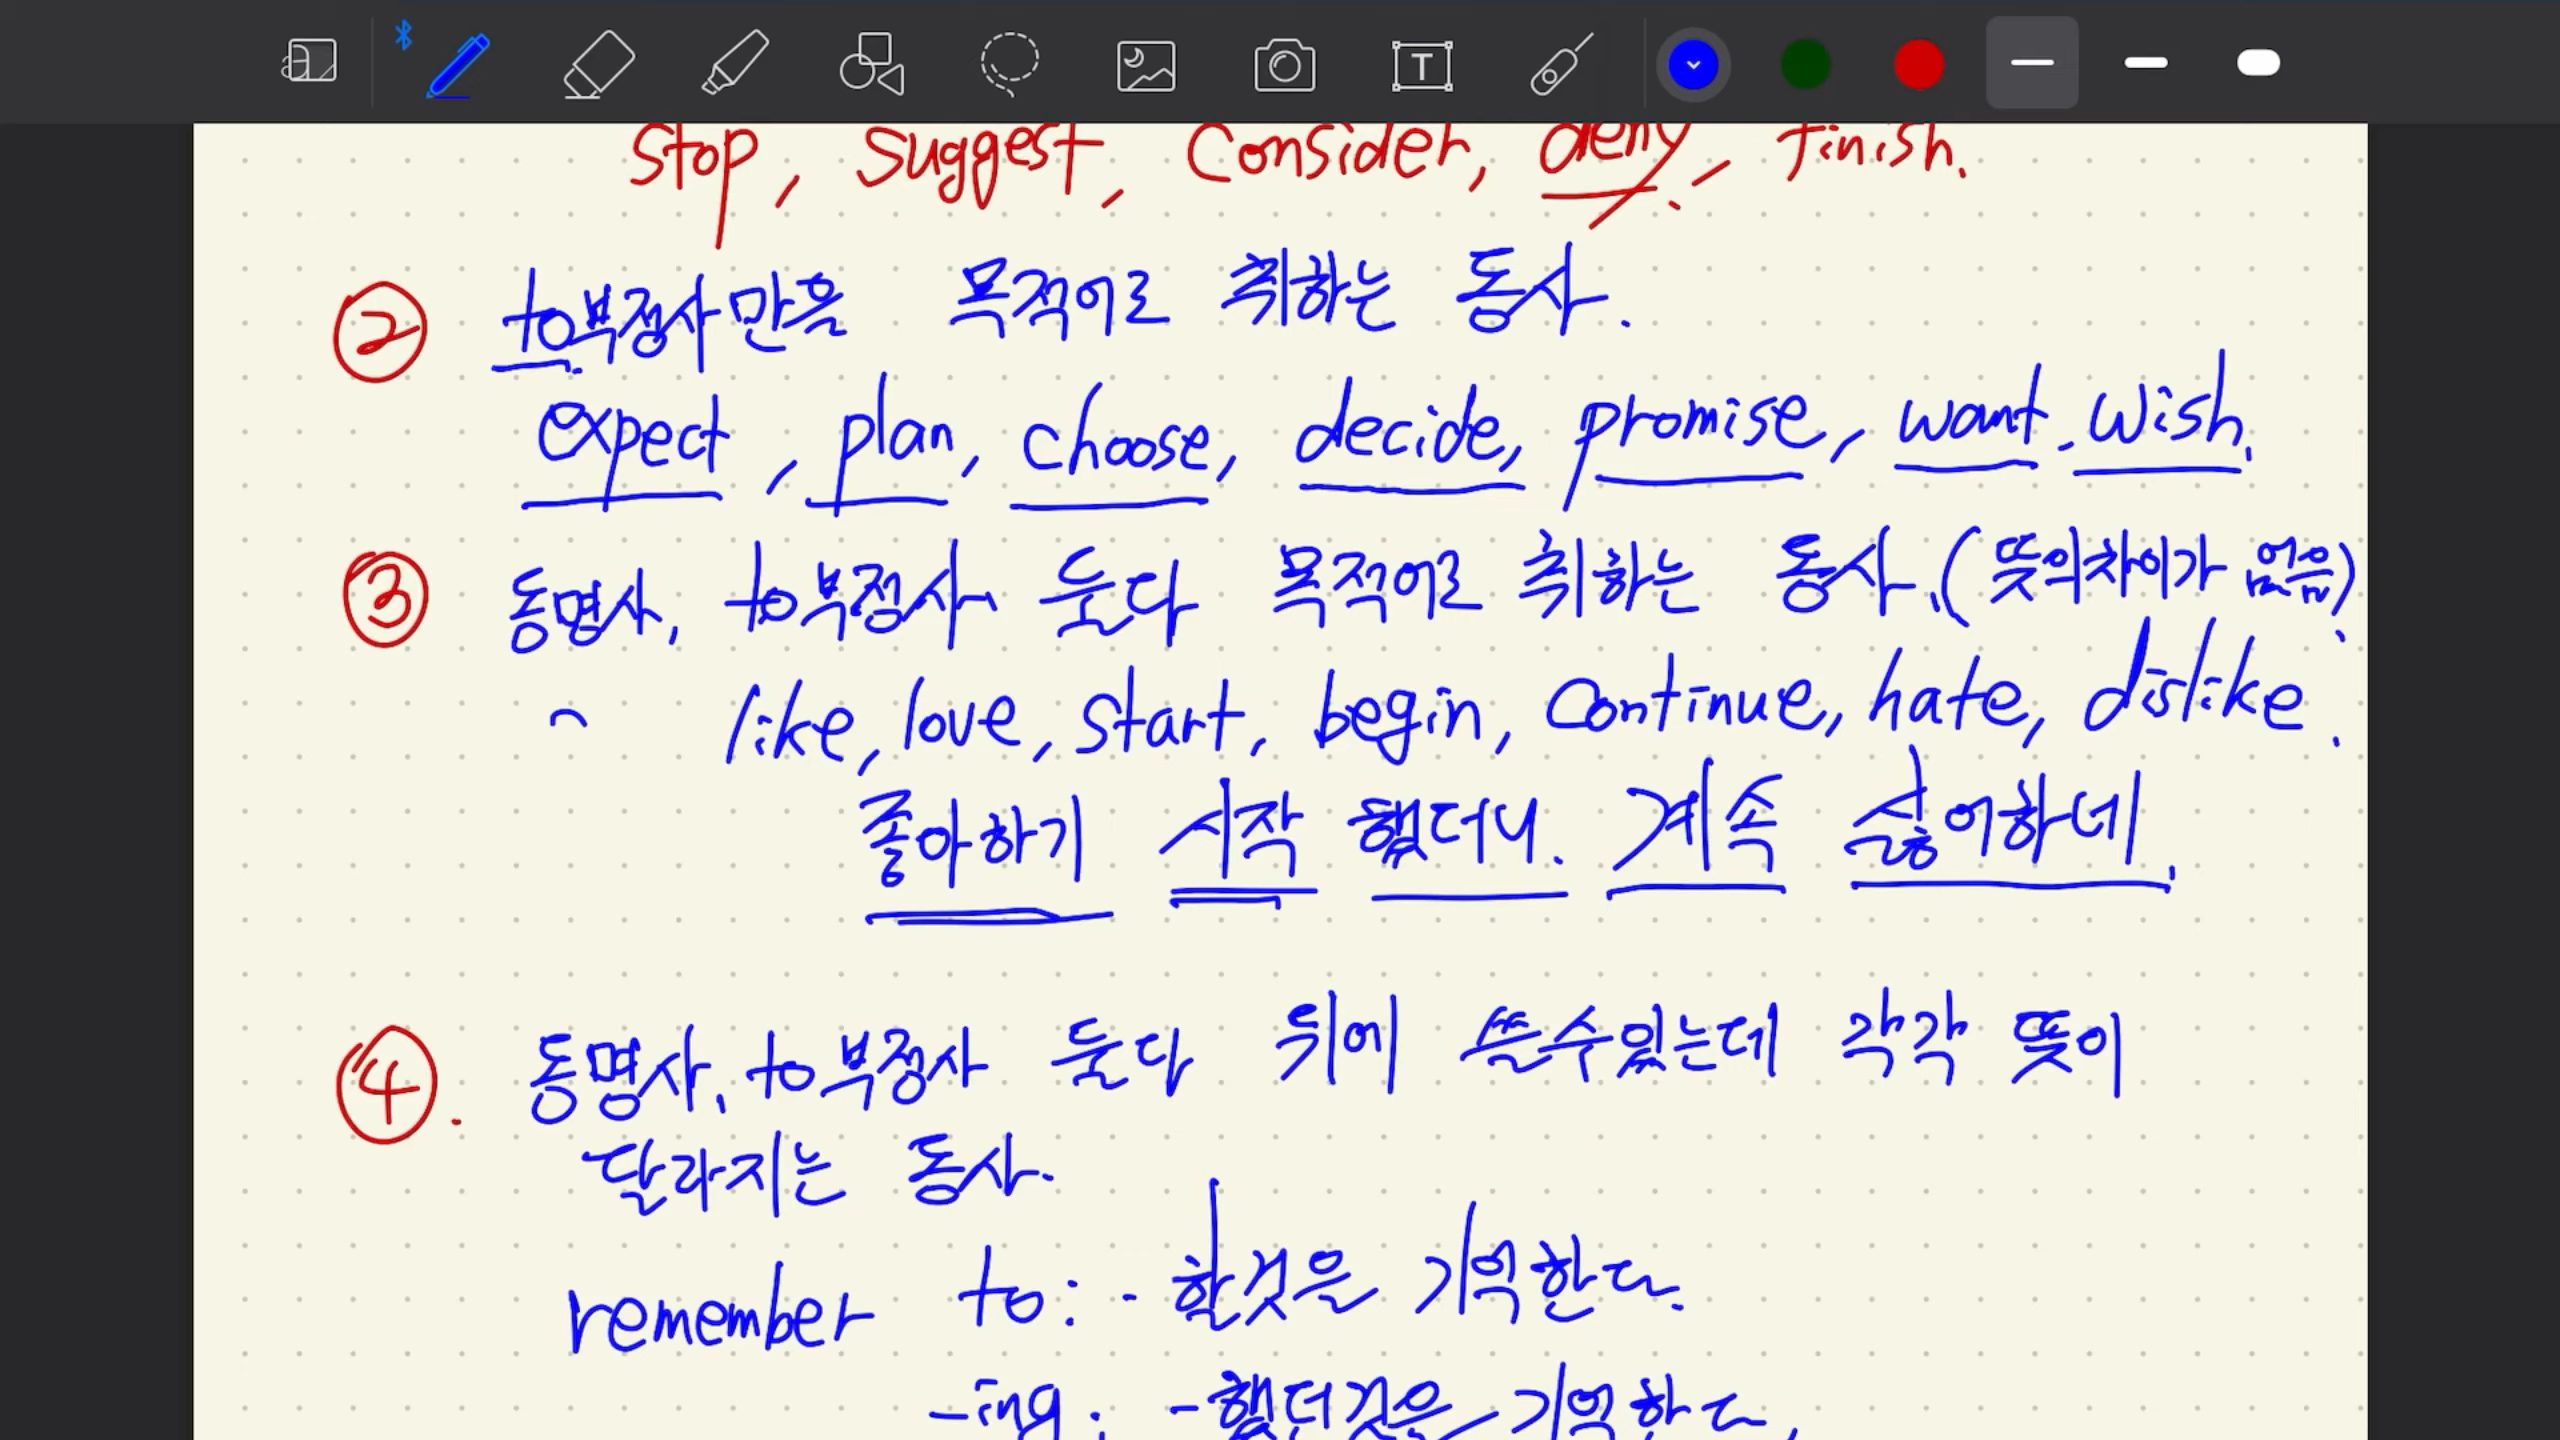 Stop, Suggest, Consider, deny, finish.
② to부정사만을 목적어로 취하는 동사.
expect, plan, choose, decide, promise, want, wish.
③ 동명사, to부정사 둘다 목적어로 취하는 동사. (뜻의차이가 없음)
like, love, start, begin, continue, hate, dislike.
좋아하기 시작 했더니. 계속 싫어하네.
④. 동명사, to부정사 둘다 뒤에 쓸수있는데 각각 뜻이
달라지는 동사.
remember to: - 할것을 기억한다.
-ing: - 했던것을 기억한다.